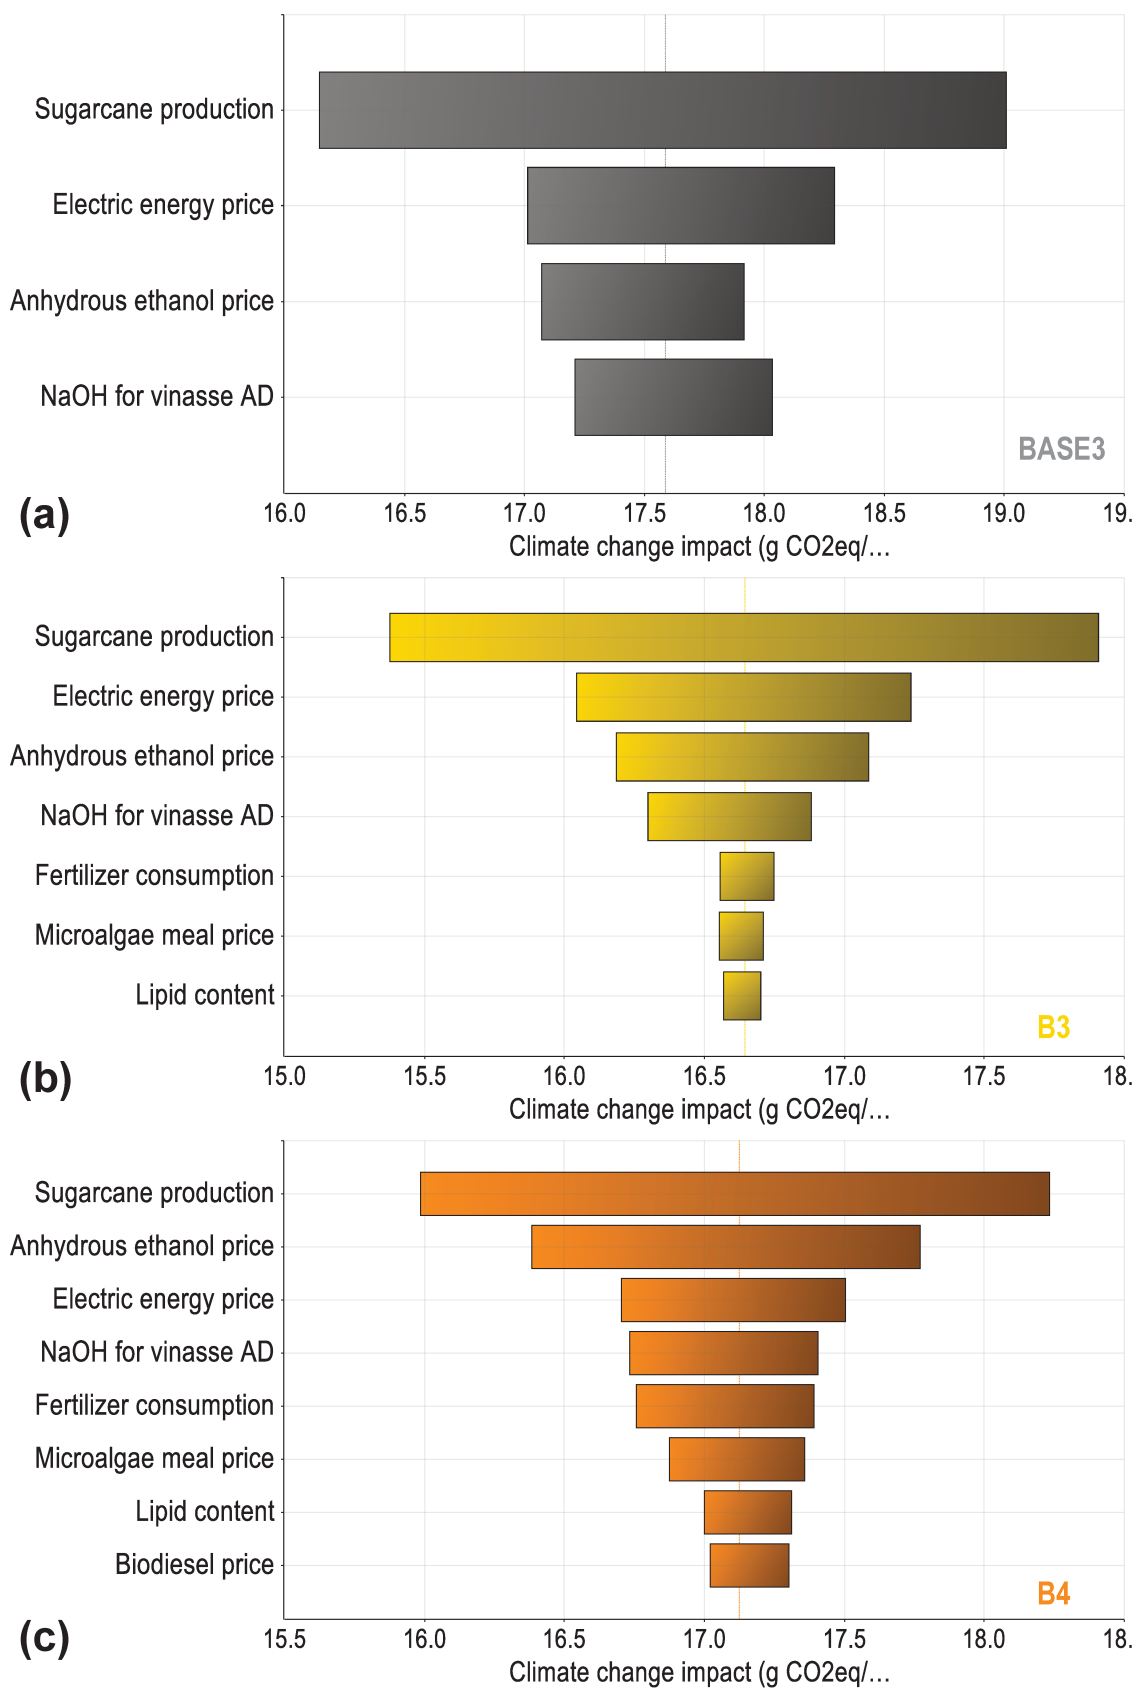 Sugarcane production
Electric energy price
Anhydrous ethanol price
NaOH for vinasse AD
BASE3
16.0 16.5 17.0 17.5 18.0 18.5 19.0 19.
(a)
Climate change impact (g CO2eq/…
Sugarcane production
Electric energy price
Anhydrous ethanol price
NaOH for vinasse AD
Fertilizer consumption
Microalgae meal price
Lipid content
B3
15.0 15.5 16.0 16.5 17.0 17.5 18.
(b)
Climate change impact (g CO2eq/…
Sugarcane production
Anhydrous ethanol price
Electric energy price
NaOH for vinasse AD
Fertilizer consumption
Microalgae meal price
Lipid content
Biodiesel price
B4
15.5 16.0 16.5 17.0 17.5 18.0 18.
(c)
Climate change impact (g CO2eq/…